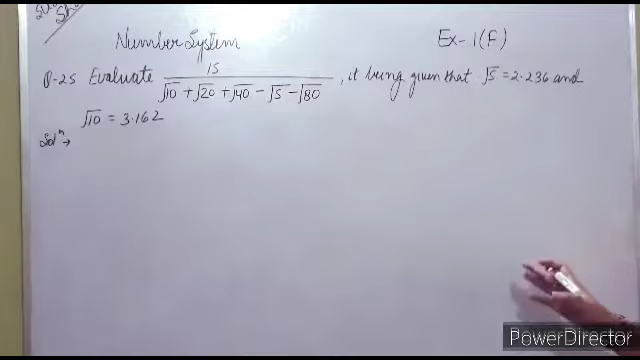 Number System Ex-1(F)
Q-25 Evaluate 15 / √10 + √20 + √40 - √5 - √80 , it being given that √5 = 2.236 and
√10 = 3.162
Solⁿ →
PowerDirector